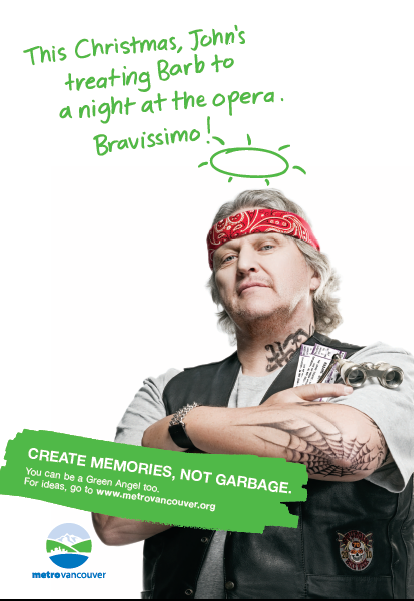 This Christmas, John's
treating Barb to
a night at the opera.
Bravissimo!
CREATE MEMORIES, NOT GARBAGE.
You can be a Green Angel too.
For ideas, go to www.metrovancouver.org
metrovancouver